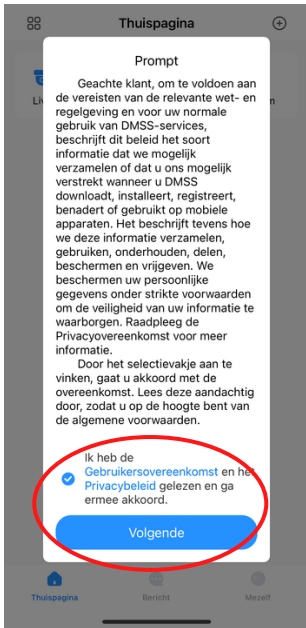 Thuispagina
Prompt
Geachte klant, om te voldoen aan
de vereisten van de relevante wet- en
regelgeving en voor uw normale
gebruik van DMSS-services,
beschrijft dit beleid het soort
informatie dat we mogelijk
verzamelen of dat u ons mogelijk
verstrekt wanneer u DMSS
downloadt, installeert, registreert,
benadert of gebruikt op mobiele
apparaten. Het beschrijft tevens hoe
we deze informatie verzamelen,
gebruiken, onderhouden, delen,
beschermen en vrijgeven. We
beschermen uw persoonlijke
gegevens onder strikte voorwaarden
om de veiligheid van uw informatie te
waarborgen. Raadpleeg de
Privacyovereenkomst voor meer
informatie.
Door het selectievakje aan te
vinken, gaat u akkoord met de
overeenkomst. Lees deze aandachtig
door, zodat u op de hoogte bent van
de algemene voorwaarden.
Ik heb de
Gebruikersovereenkomst en het
Privacybeleid gelezen en ga
ermee akkoord.
Volgende
Thuispagina Bericht Mezelf